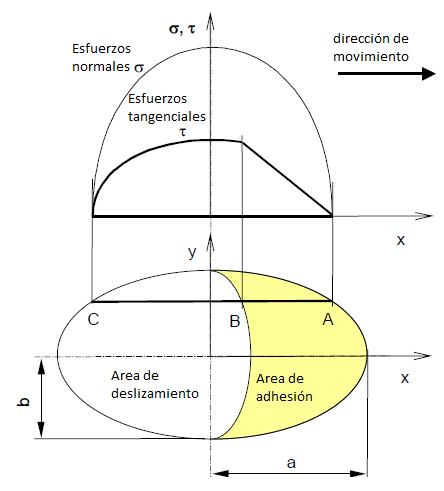 σ, τ
dirección de
movimiento
Esfuerzos
normales σ
Esfuerzos
tangenciales
τ
x
y
C
B
A
x
Area de
deslizamiento
Area de
adhesión
b
a